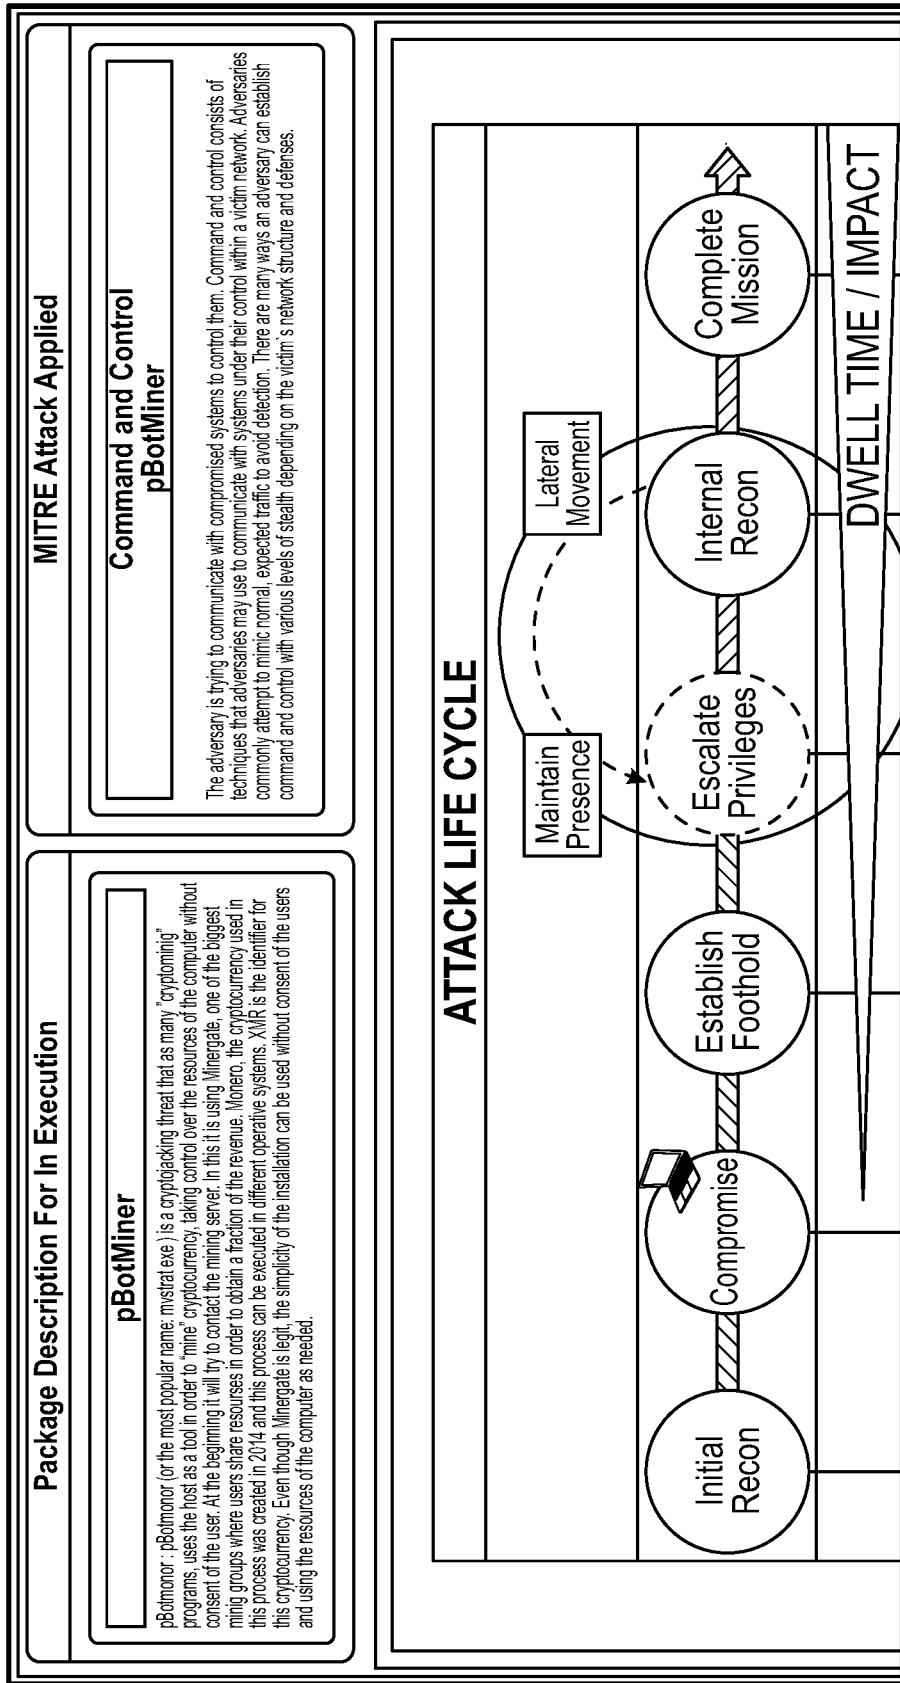 Package Description For In Execution
pBotMiner
pBotmonor : pBotmonor (or the most popular name: mvstrat exe ) is a cryptojacking threat that as many "cryptominig"
programs, uses the host as a tool in order to "mine" cryptocurrency, taking control over the resources of the computer without
consent of the user. At the beginning it will try to contact the mining server. In this it is using Minergate, one of the biggest
minig groups where users share resourses in order to obtain a fraction of the revenue. Monero, the cryptocurrency used in
this process was created in 2014 and this process can be executed in different operative systems. XMR is the identifier for
this cryptocurrency. Even though Minergate is legit, the simplicity of the installation can be used without consent of the users
and using the resources of the computer as needed.
MITRE Attack Applied
Command and Control
pBotMiner
The adversary is trying to communicate with compromised systems to control them. Command and control consists of
techniques that adversaries may use to communicate with systems under their control within a victim network. Adversaries
commonly attempt to mimic normal, expected traffic to avoid detection. There are many ways an adversary can establish
command and control with various levels of stealth depending on the victim`s network structure and defenses.
ATTACK LIFE CYCLE
Maintain
Presence
Lateral
Movement
Initial
Recon
Compromise
Establish
Foothold
Escalate
Privileges
Internal
Recon
Complete
Mission
DWELL TIME / IMPACT